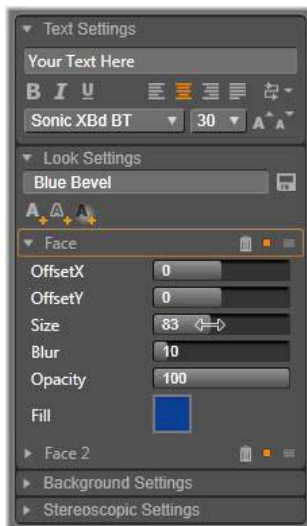 Text Settings
Your Text Here
B I U
Sonic XBd BT 30 A A
Look Settings
Blue Bevel
A A A
Face
OffsetX 0
OffsetY 0
Size 83
Blur 10
Opacity 100
Fill
Face 2
Background Settings
Stereoscopic Settings